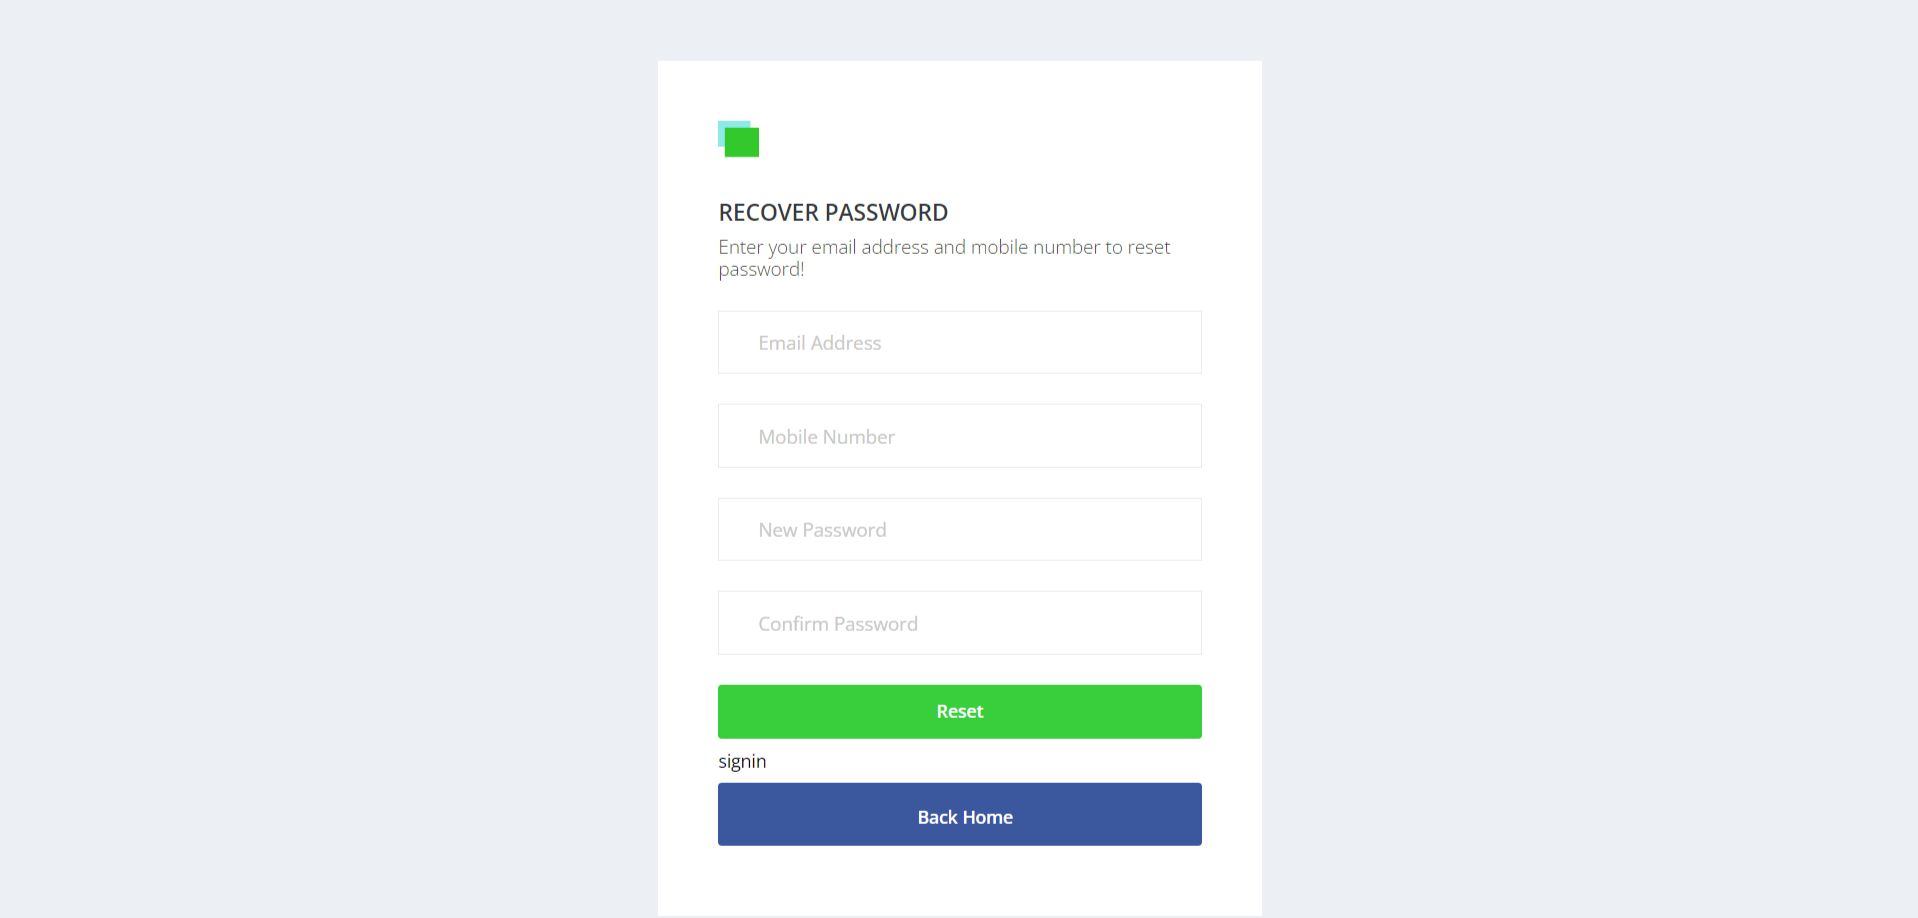 RECOVER PASSWORD
Enter your email address and mobile number to reset
password!
Email Address
Mobile Number
New Password
Confirm Password
Reset
signin
Back Home